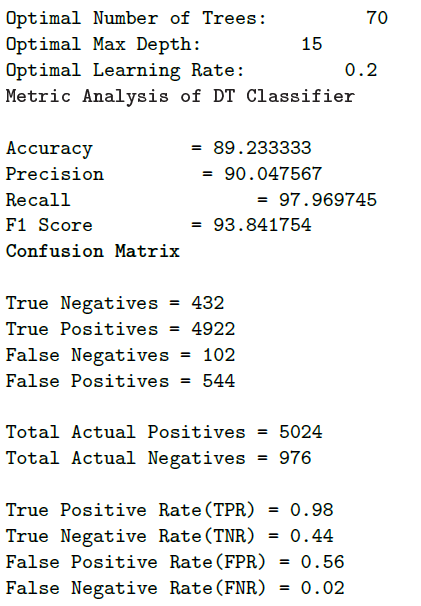 Optimal Number of Trees: 70
Optimal Max Depth: 15
Optimal Learning Rate: 0.2
Metric Analysis of DT Classifier
Accuracy = 89.233333
Precision = 90.047567
Recall = 97.969745
F1 Score = 93.841754
Confusion Matrix
True Negatives = 432
True Positives = 4922
False Negatives = 102
False Positives = 544
Total Actual Positives = 5024
Total Actual Negatives = 976
True Positive Rate(TPR) = 0.98
True Negative Rate(TNR) = 0.44
False Positive Rate(FPR) = 0.56
False Negative Rate(FNR) = 0.02